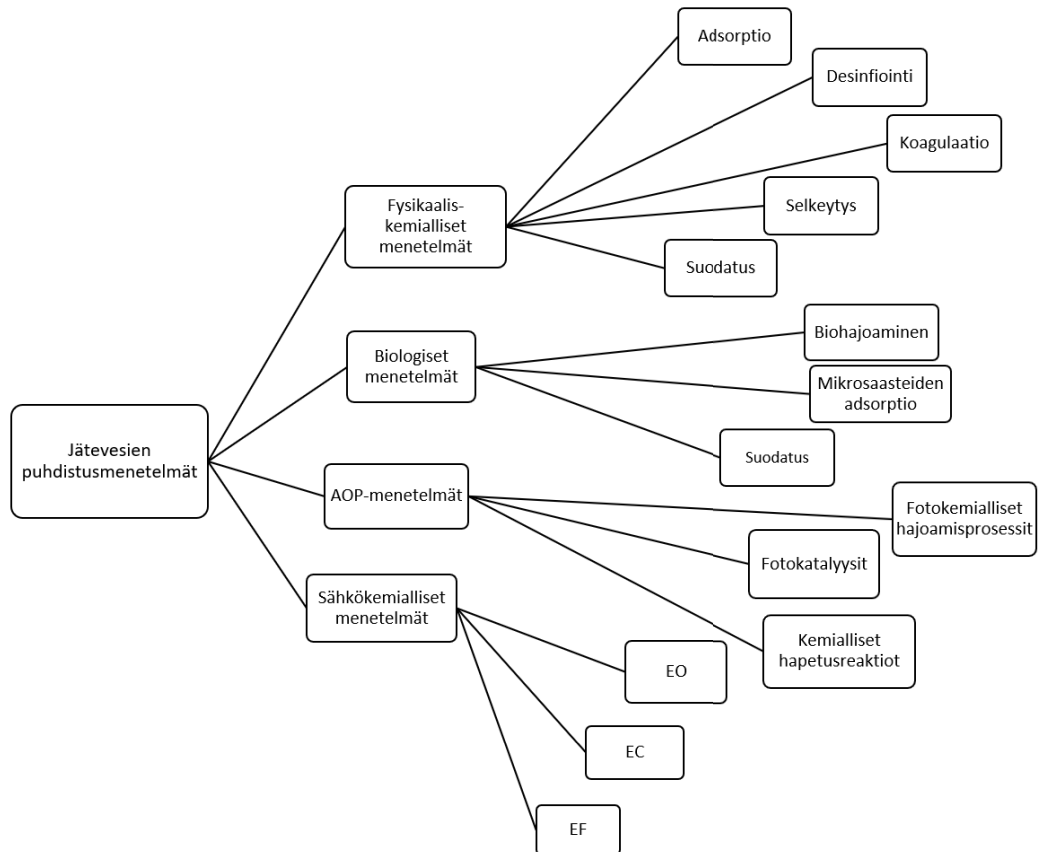 Jätevesien
puhdistusmenetelmät
Fysikaalis-
kemialliset
menetelmät
Adsorptio
Desinfiointi
Koagulaatio
Selkeytys
Suodatus
Biologiset
menetelmät
Biohajoaminen
Mikrosaasteiden
adsorptio
Suodatus
AOP-menetelmät
Fotokemialliset
hajoamisprosessit
Fotokatalyysit
Kemialliset
hapetusreaktiot
Sähkökemialliset
menetelmät
EO
EC
EF